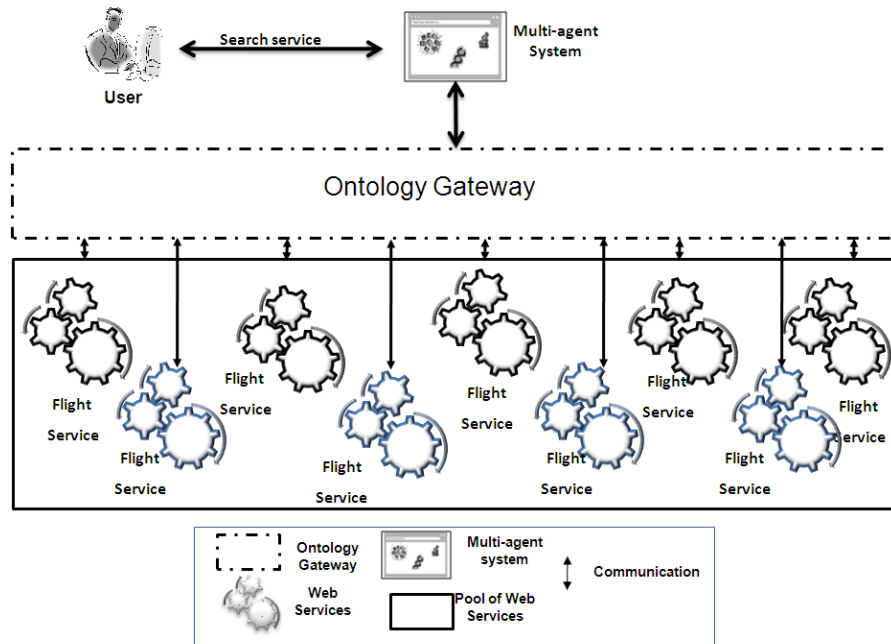 Search service
Multi-agent
System
User
Ontology Gateway
Flight
Service
Flight
Service
Flight
Service
Flight
Service
Flight
Service
Flight
Service
Flight
Service
Flight
Service
Flight
Service
Ontology
Gateway
Multi-agent
system
Communication
Web
Services
Pool of Web
Services